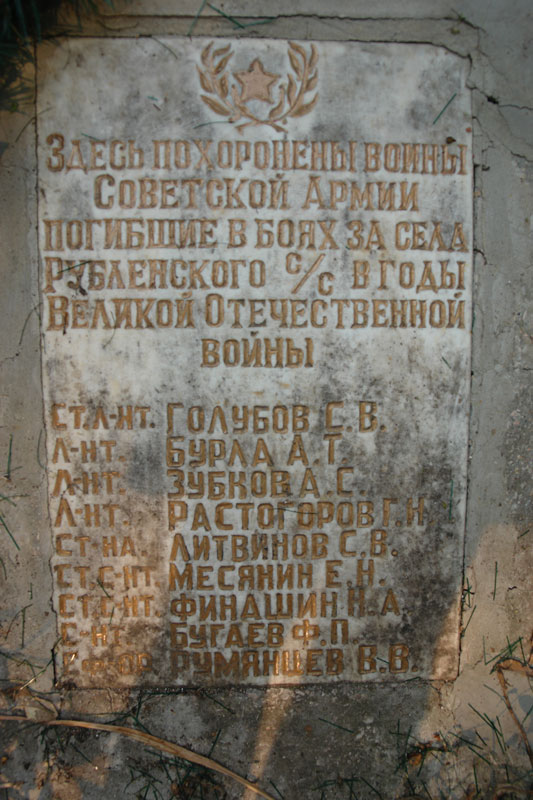 Здесь похоронены воины
Советской Армии
погибшие в боях за села
Рубленского с/с в годы
Великой Отечественной
войны
ст.л-нт. Голубов С.В.
л-нт. Бурла А.Т.
л-нт. Зубков А.С.
л-нт. Растогоров Г.Н
ст-на. Литвинов С.В.
ст.с-нт Месянин Е.Н.
ст.с-нт. Финашин Н.А.
с-нт. Бугаев Ф.П.
Румянцев В.В.